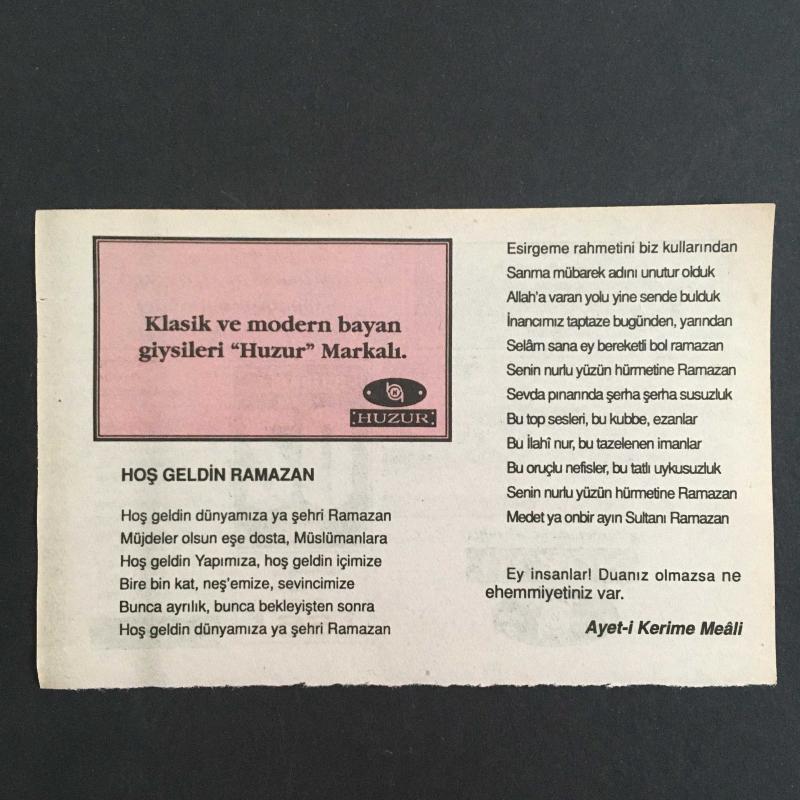 Klasik ve modern bayan
giysileri “Huzur” Markalı.
HUZUR
HOŞ GELDİN RAMAZAN
Hoş geldin dünyamıza ya şehri Ramazan
Müjdeler olsun eşe dosta, Müslümanlara
Hoş geldin Yapımıza, hoş geldin içimize
Bire bin kat, neş'emize, sevincimize
Bunca ayrılık, bunca bekleyişten sonra
Hoş geldin dünyamıza ya şehri Ramazan
Esirgeme rahmetini biz kullarından
Sanma mübarek adını unutur olduk
Allah'a varan yolu yine sende bulduk
İnancımız taptaze bugünden, yarından
Selâm sana ey bereketli bol ramazan
Senin nurlu yüzün hürmetine Ramazan
Sevda pınarında şerha şerha susuzluk
Bu top sesleri, bu kubbe, ezanlar
Bu İlahî nur, bu tazelenen imanlar
Bu oruçlu nefisler, bu tatlı uykusuzluk
Senin nurlu yüzün hürmetine Ramazan
Medet ya onbir ayın Sultanı Ramazan
Ey insanlar! Duanız olmazsa ne
ehemmiyetiniz var.
Ayet-i Kerime Meâli